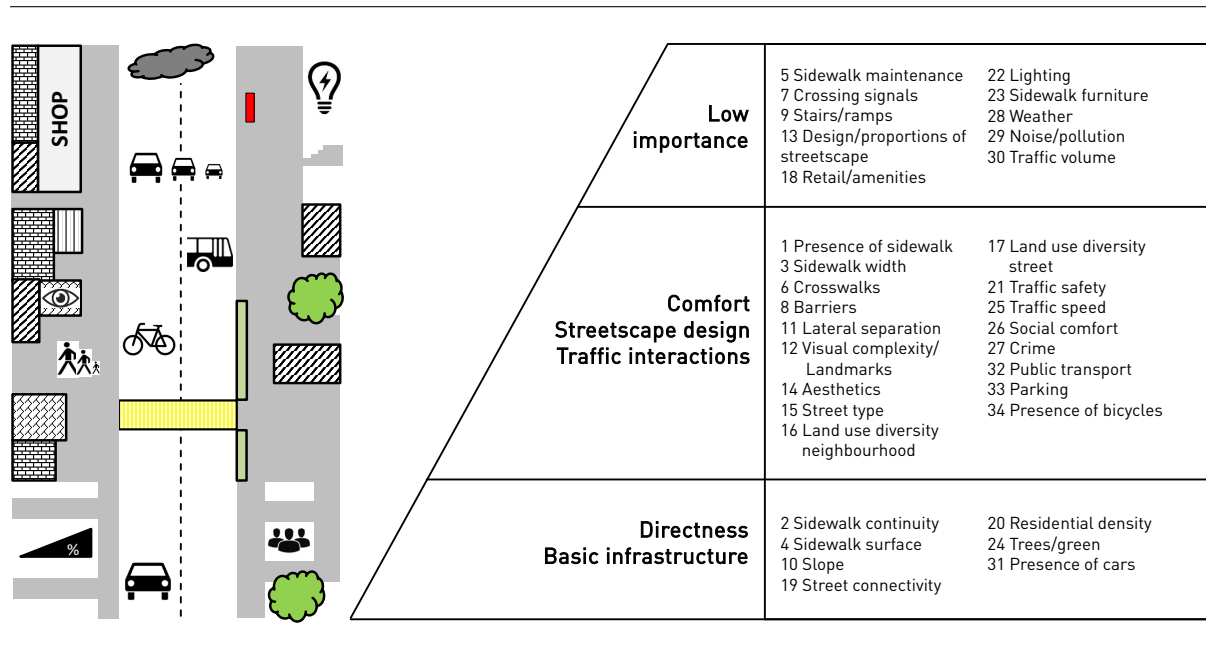 SHOP
%
Low
importance
5 Sidewalk maintenance
7 Crossing signals
9 Stairs/ramps
13 Design/proportions of
streetscape
18 Retail/amenities
22 Lighting
23 Sidewalk furniture
28 Weather
29 Noise/pollution
30 Traffic volume
Comfort
Streetscape design
Traffic interactions
1 Presence of sidewalk
3 Sidewalk width
6 Crosswalks
8 Barriers
11 Lateral separation
12 Visual complexity/
Landmarks
14 Aesthetics
15 Street type
16 Land use diversity
neighbourhood
17 Land use diversity
street
21 Traffic safety
25 Traffic speed
26 Social comfort
27 Crime
32 Public transport
33 Parking
34 Presence of bicycles
Directness
Basic infrastructure
2 Sidewalk continuity
4 Sidewalk surface
10 Slope
19 Street connectivity
20 Residential density
24 Trees/green
31 Presence of cars